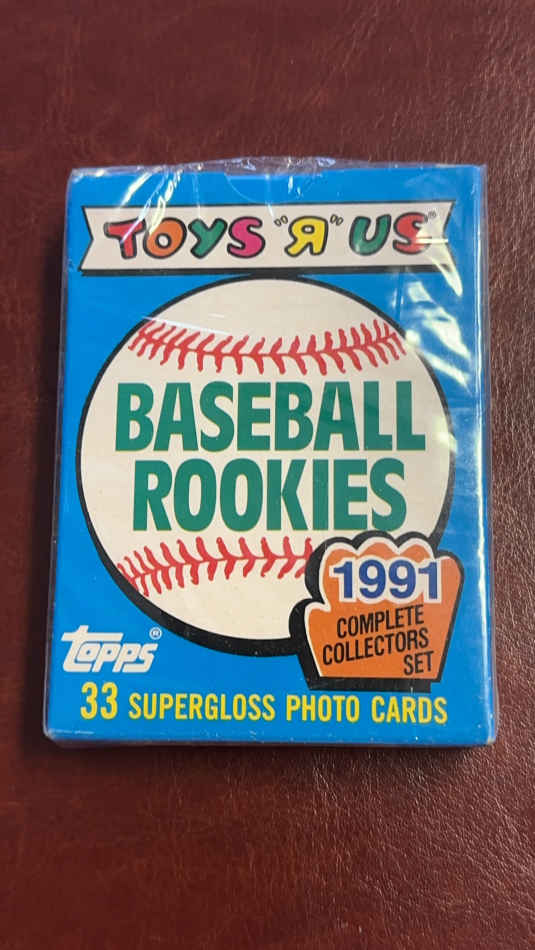 TOYS "R" US®
BASEBALL
ROOKIES
1991
COMPLETE
COLLECTORS
SET
Topps®
33 SUPERGLOSS PHOTO CARDS